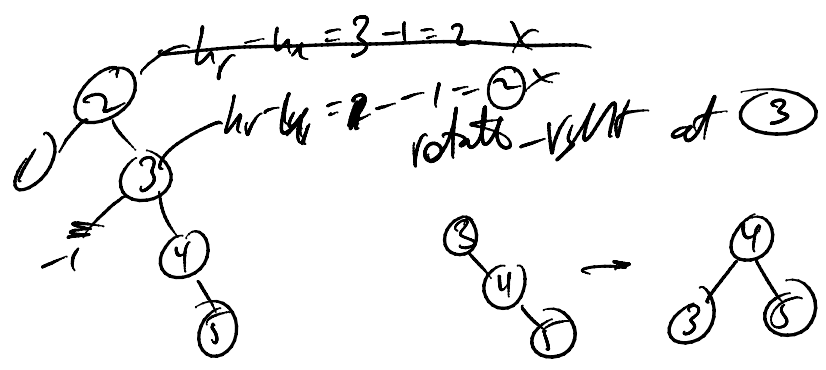 hr - hl = 3 - 1 = 2 x
2 hr - hl = 1 - -1 = 2 x
1 rotate-right at 3
3
-1
4
5
3 4
4 → 3 5
5